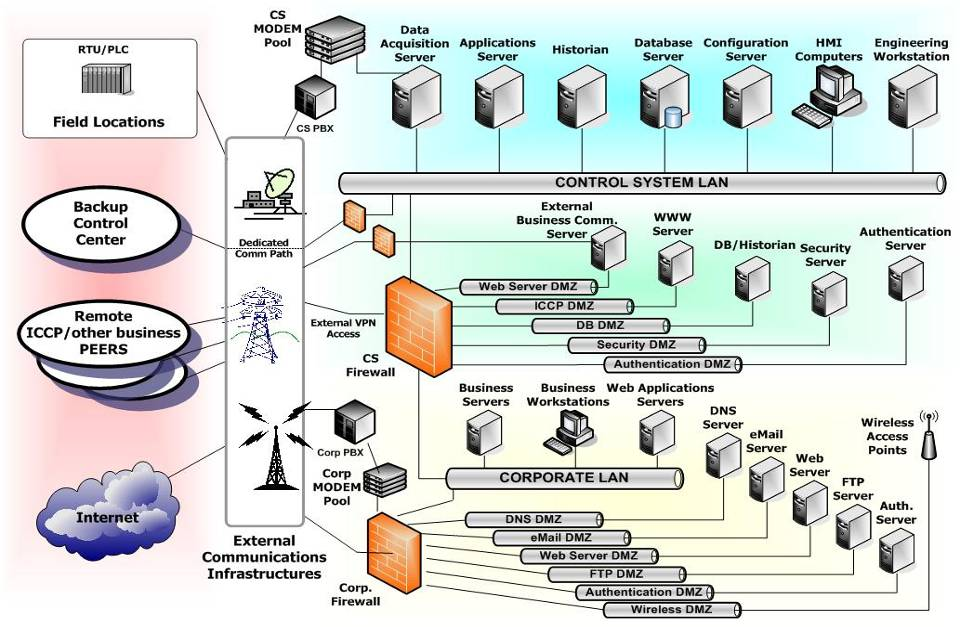 CS
MODEM
Pool
Data
Acquisition
Server
Applications
Server
Historian
Database
Server
Configuration
Server
HMI
Computers
Engineering
Workstation
RTU/PLC
Field Locations
CS PBX
CONTROL SYSTEM LAN
Backup
Control
Center
Dedicated
Comm Path
External
Business Comm.
Server
WWW
Server
DB/Historian
Security
Server
Authentication
Server
Web Server DMZ
ICCP DMZ
DB DMZ
Security DMZ
Authentication DMZ
Remote
ICCP/other business
PEERS
External VPN
Access
CS
Firewall
Business
Servers
Business
Workstations
Web Applications
Servers
DNS
Server
eMail
Server
Web
Server
FTP
Server
Auth.
Server
Wireless
Access
Points
Corp PBX
Corp
MODEM
Pool
CORPORATE LAN
Internet
DNS DMZ
eMail DMZ
Web Server DMZ
FTP DMZ
Authentication DMZ
Wireless DMZ
External
Communications
Infrastructures
Corp.
Firewall